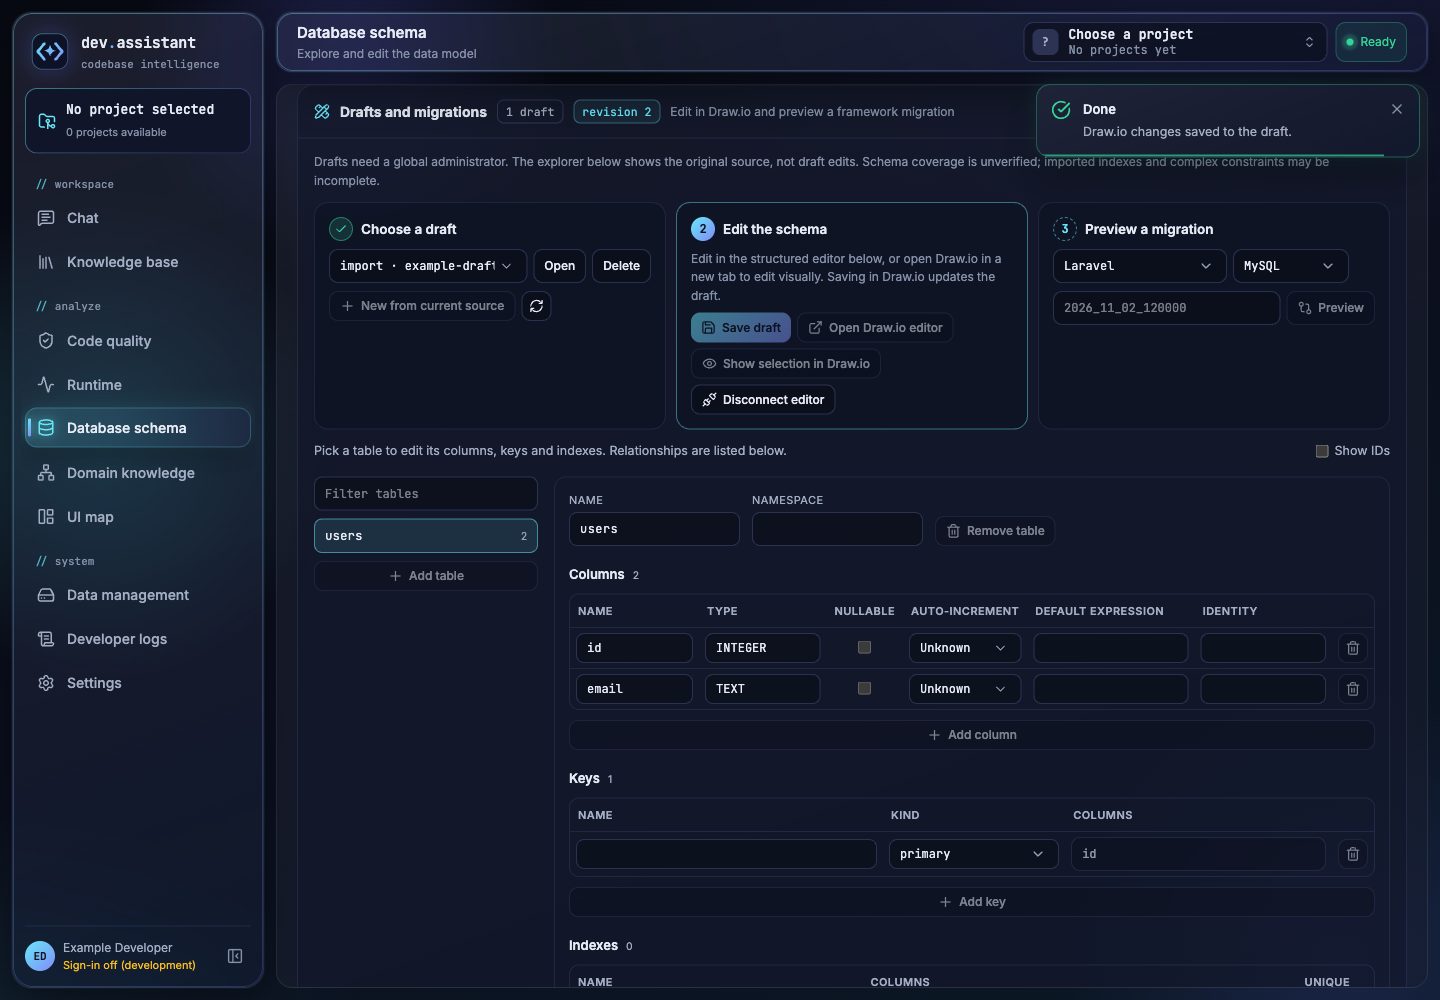 dev.assistant
codebase intelligence
No project selected
0 projects available
// workspace
Chat
Knowledge base
// analyze
Code quality
Runtime
Database schema
Domain knowledge
UI map
// system
Data management
Developer logs
Settings
ED
Example Developer
Sign-in off (development)
Database schema
Explore and edit the data model
?
Choose a project
No projects yet
Ready
Done
Draw.io changes saved to the draft.
Drafts and migrations
1 draft
revision 2
Edit in Draw.io and preview a framework migration
Drafts need a global administrator. The explorer below shows the original source, not draft edits. Schema coverage is unverified; imported indexes and complex constraints may be
incomplete.
Choose a draft
import · example-draft
Open
Delete
New from current source
2
Edit the schema
Edit in the structured editor below, or open Draw.io in a
new tab to edit visually. Saving in Draw.io updates the
draft.
Save draft
Open Draw.io editor
Show selection in Draw.io
Disconnect editor
3
Preview a migration
Laravel
MySQL
2026_11_02_120000
Preview
Pick a table to edit its columns, keys and indexes. Relationships are listed below.
Show IDs
Filter tables
users 2
Add table
NAME NAMESPACE
users
Remove table
Columns 2
NAME TYPE NULLABLE AUTO-INCREMENT DEFAULT EXPRESSION IDENTITY
id INTEGER Unknown
email TEXT Unknown
Add column
Keys 1
NAME KIND COLUMNS
primary id
Add key
Indexes 0
NAME COLUMNS UNIQUE